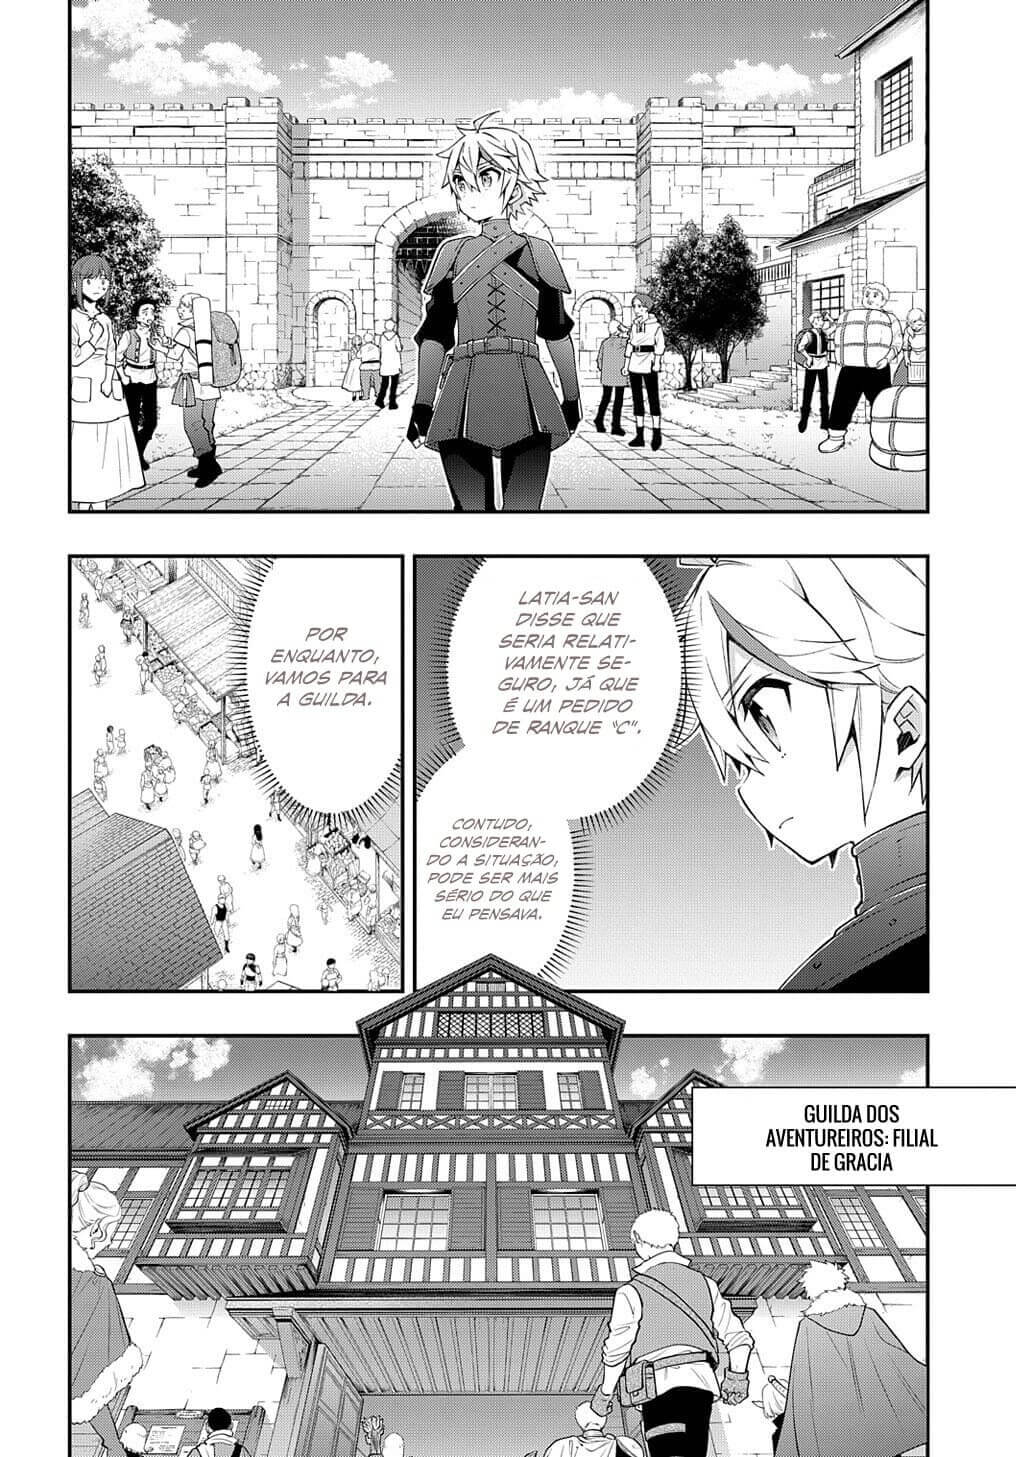 LATIA-SAN
DISSE QUE
SERIA RELATI-
VAMENTE SE-
GURO, JÁ QUE
É UM PEDIDO
DE RANQUE "C".
CONTUDO,
CONSIDERAN-
DO A SITUAÇÃO,
PODE SER MAIS
SÉRIO DO QUE
EU PENSAVA.
POR
ENQUANTO,
VAMOS PARA
A GUILDA.
GUILDA DOS
AVENTUREIROS: FILIAL
DE GRACIA